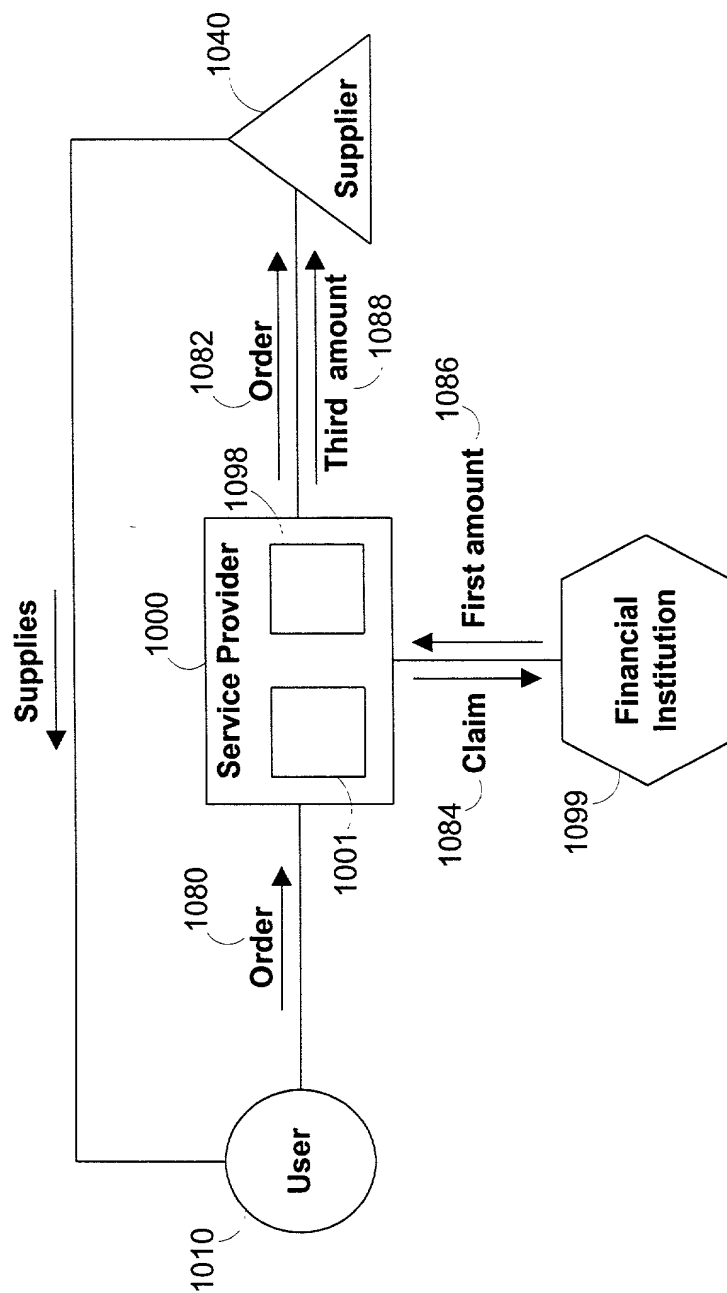 Supplies
1000
Service Provider
1098
1001
1080
Order
1082
Order
Third amount
1088
1040
Supplier
1010
User
1084
Claim
First amount
1086
1099
Financial
Institution